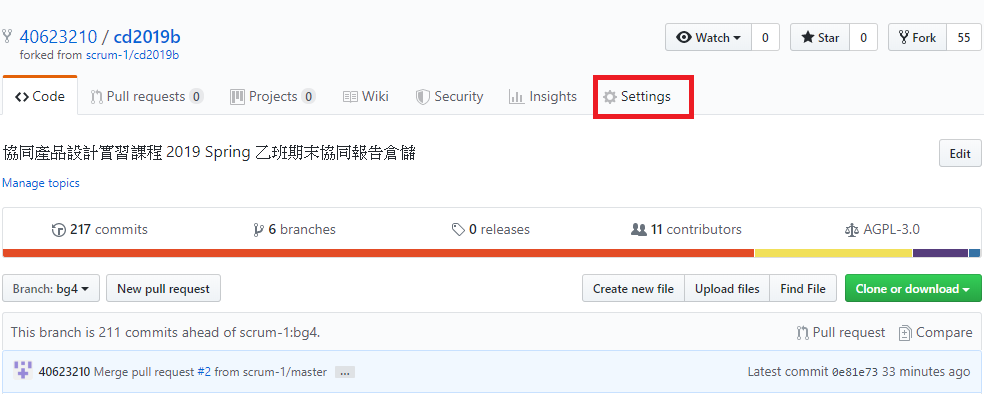 40623210 / cd2019b
Watch 0 Star 0 Fork 55
forked from scrum-1/cd2019b
Code Pull requests 0 Projects 0 Wiki Security Insights Settings
協同產品設計實習課程 2019 Spring 乙班期末協同報告倉儲
Edit
Manage topics
217 commits 6 branches 0 releases 11 contributors AGPL-3.0
Branch: bg4 New pull request Create new file Upload files Find File Clone or download
This branch is 211 commits ahead of scrum-1:bg4. Pull request Compare
40623210 Merge pull request #2 from scrum-1/master ... Latest commit 0e81e73 33 minutes ago